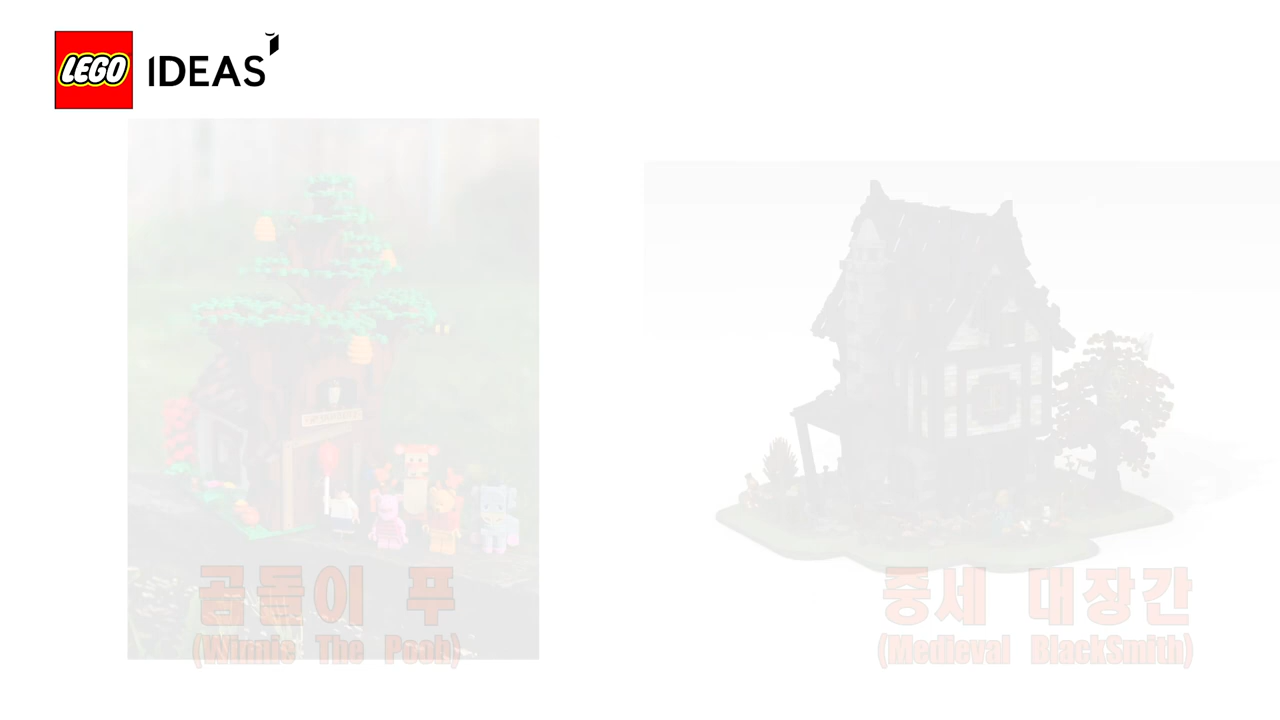 LEGO IDEAS
곰돌이 푸
(Winnie The Pooh)
중세 대장간
(Medieval BlackSmith)